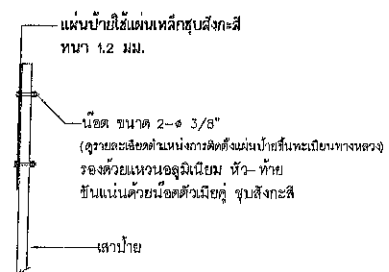 แผ่นป้ายใช้แผ่นเหล็กชุบสังกะสี
หนา 1.2 มม.
น๊อต ขนาด 2-ø 3/8"
(ดูรายละเอียดตำแหน่งการติดตั้งแผ่นป้ายขึ้นทะเบียนทางหลวง)
รองด้วยแหวนอลูมิเนียม หัว-ท้าย
ขันแน่นด้วยน๊อตตัวเมียคู่ ชุบสังกะสี
เสาป้าย